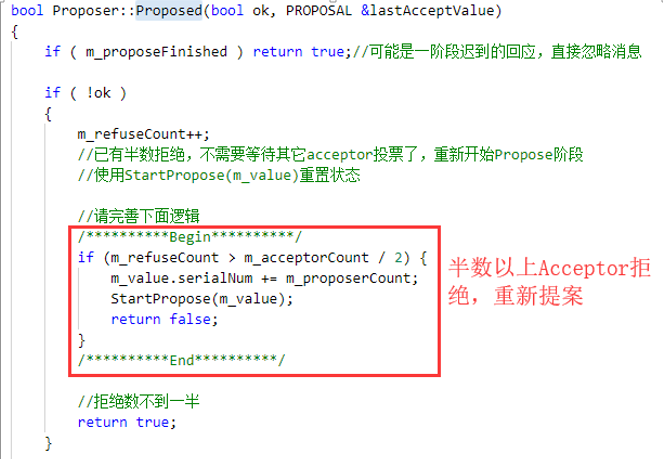 bool Proposer::Proposed(bool ok, PROPOSAL &lastAcceptValue)
{
if ( m_proposeFinished ) return true;//可能是一阶段迟到的回应，直接忽略消息
if ( !ok )
{
m_refuseCount++;
//已有半数拒绝，不需要等待其它acceptor投票了，重新开始Propose阶段
//使用StartPropose(m_value)重置状态
//请完善下面逻辑
/**********Begin**********/
if (m_refuseCount > m_acceptorCount / 2) {
m_value.serialNum += m_proposerCount;
StartPropose(m_value);
return false;
}
/**********End**********/
//拒绝数不到一半
return true;
}
半数以上Acceptor拒
绝，重新提案